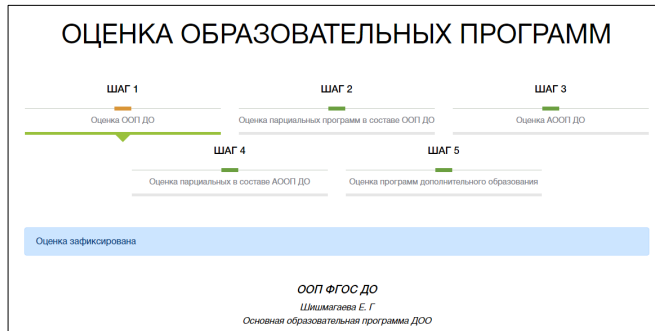 ОЦЕНКА ОБРАЗОВАТЕЛЬНЫХ ПРОГРАММ
ШАГ 1
Оценка ООП ДО
ШАГ 2
Оценка парциальных программ в составе ООП ДО
ШАГ 3
Оценка АООП ДО
ШАГ 4
Оценка парциальных в составе АООП ДО
ШАГ 5
Оценка программ дополнительного образования
Оценка зафиксирована
ООП ФГОС ДО
Шишмагаева Е. Г
Основная образовательная программа ДОО